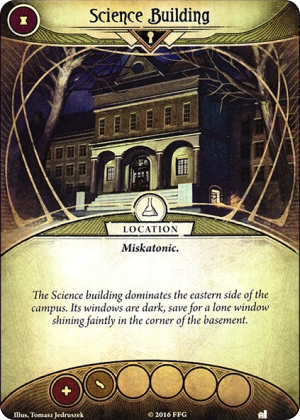 Science Building
LOCATION
Miskatonic.
The Science building dominates the eastern side of the
campus. Its windows are dark, save for a lone window
shining faintly in the corner of the basement.
Illus. Tomasz Jedruszek
© 2016 FFG